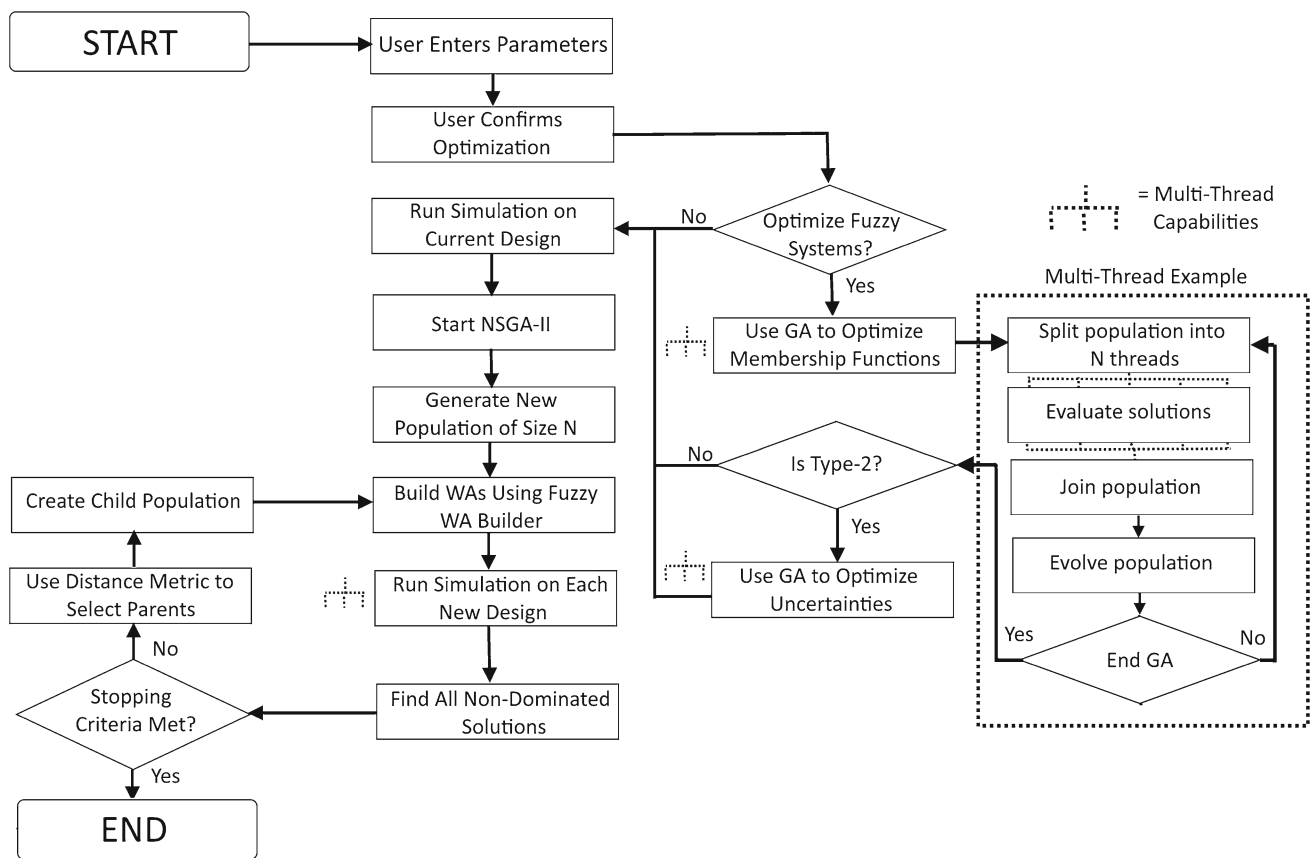 START
User Enters Parameters
User Confirms
Optimization
Optimize Fuzzy
Systems?
No
Yes
= Multi-Thread
Capabilities
Run Simulation on
Current Design
Start NSGA-II
Generate New
Population of Size N
Build WAs Using Fuzzy
WA Builder
Run Simulation on Each
New Design
Find All Non-Dominated
Solutions
Use GA to Optimize
Membership Functions
Is Type-2?
No
Yes
Use GA to Optimize
Uncertainties
Multi-Thread Example
Split population into
N threads
Evaluate solutions
Join population
Evolve population
End GA
Yes
No
Create Child Population
Use Distance Metric to
Select Parents
No
Stopping
Criteria Met?
Yes
END